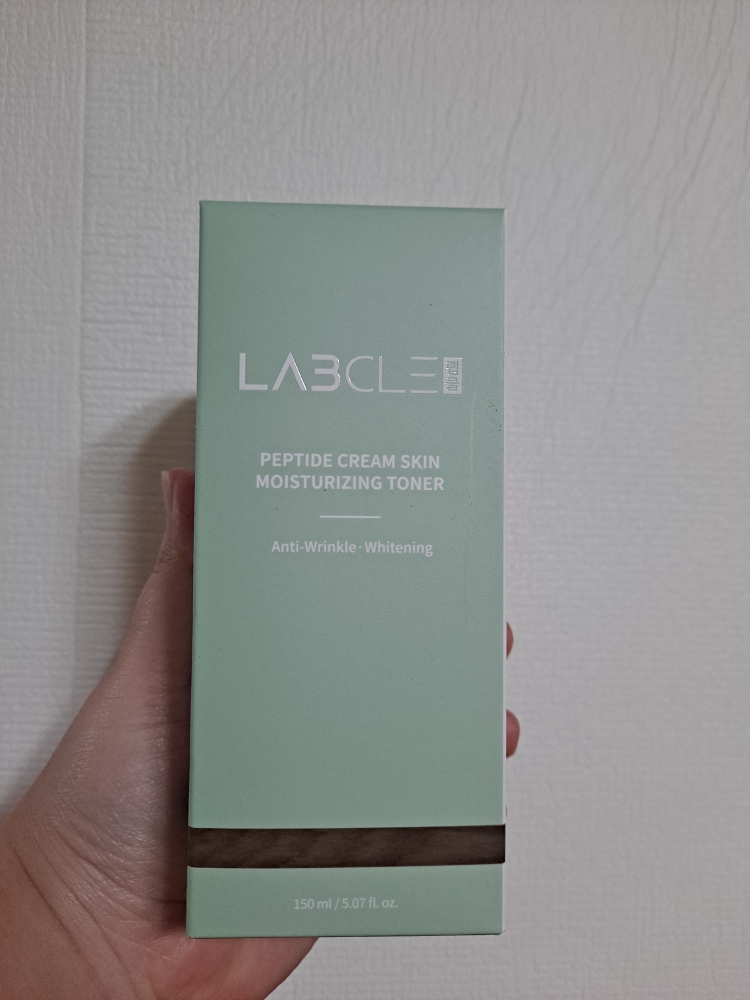 LABCLE
PEPTIDE CREAM SKIN
MOISTURIZING TONER
Anti-Wrinkle·Whitening
150 ml / 5.07 fl. oz.